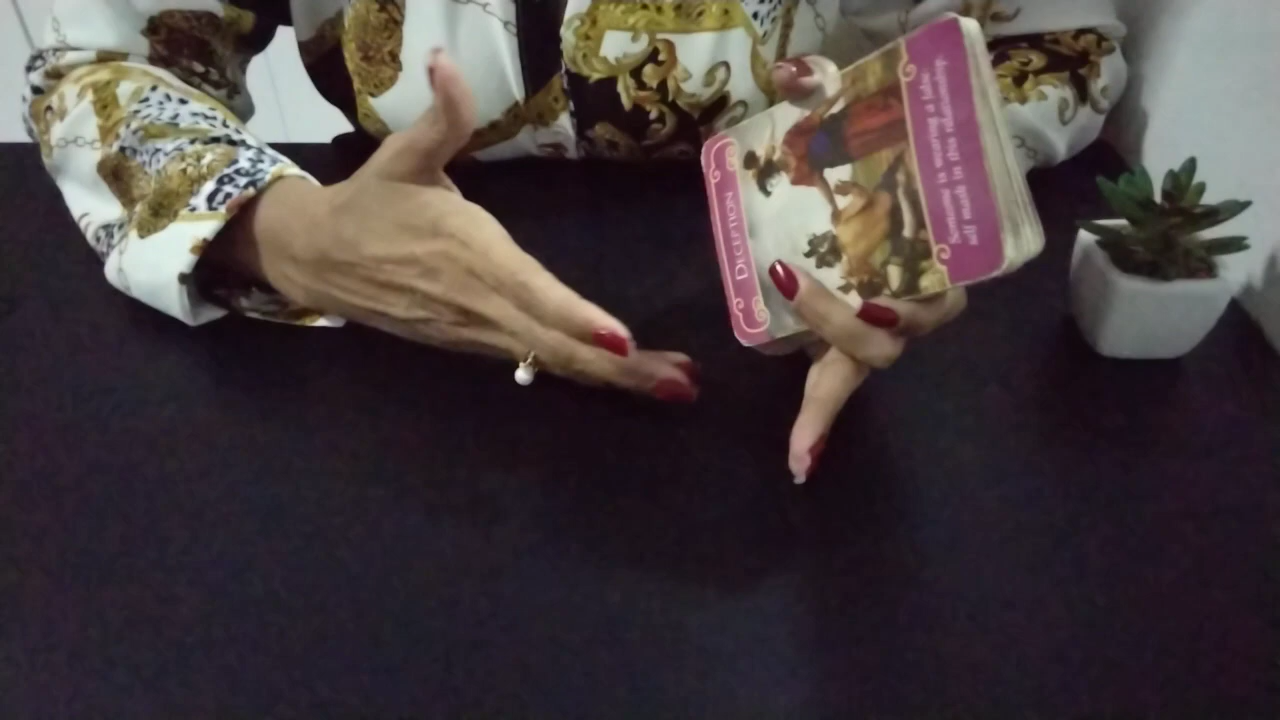 DECEPTION
Someone is wearing a false
self mask in this relationship.